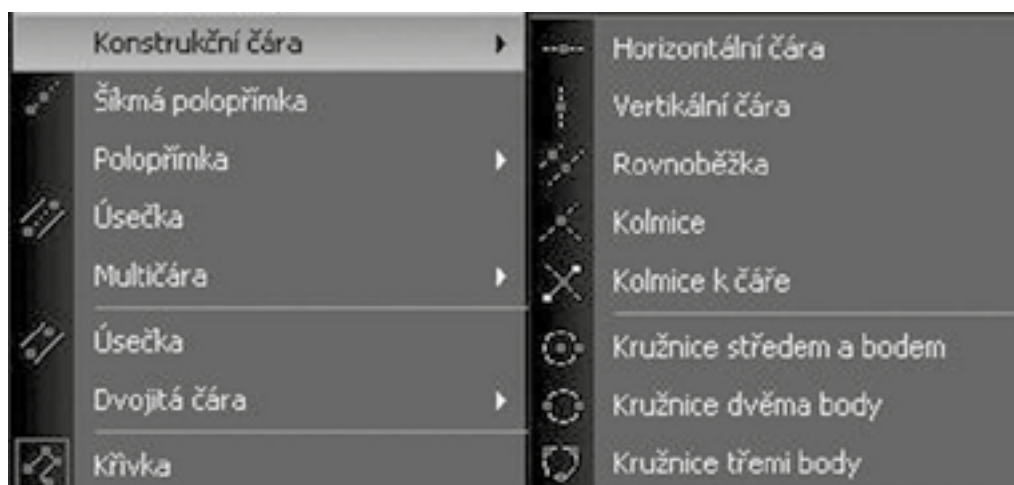 Konstrukční čára
Šikmá polopřímka
Polopřímka
Úsečka
Multičára
Úsečka
Dvojitá čára
Křivka
Horizontální čára
Vertikální čára
Rovnoběžka
Kolmice
Kolmice k čáře
Kružnice středem a bodem
Kružnice dvěma body
Kružnice třemi body